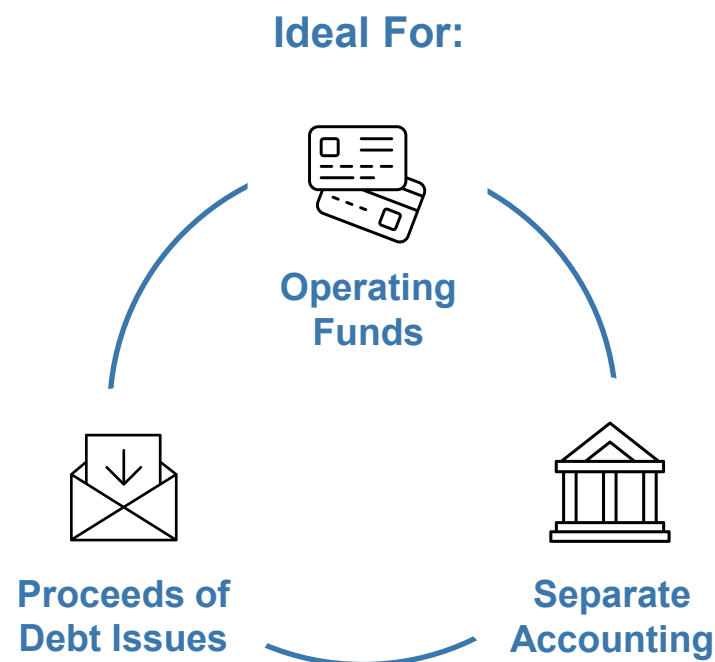 Ideal For:
Operating
Funds
Proceeds of
Debt Issues
Separate
Accounting